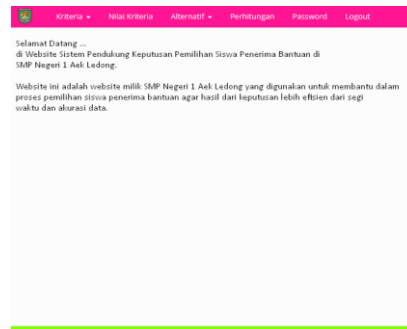 Kriteria Nilai Kriteria Alternatif Perhitungan Password Logout
Selamat Datang ...
di Website Sistem Pendukung Keputusan Pemilihan Siswa Penerima Bantuan di
SMP Negeri 1 Aek Ledong.
Website ini adalah website milik SMP Negeri 1 Aek Ledong yang digunakan untuk membantu dalam
proses pemilihan siswa penerima bantuan agar hasil dari keputusan lebih efisien dari segi
waktu dan akurasi data.